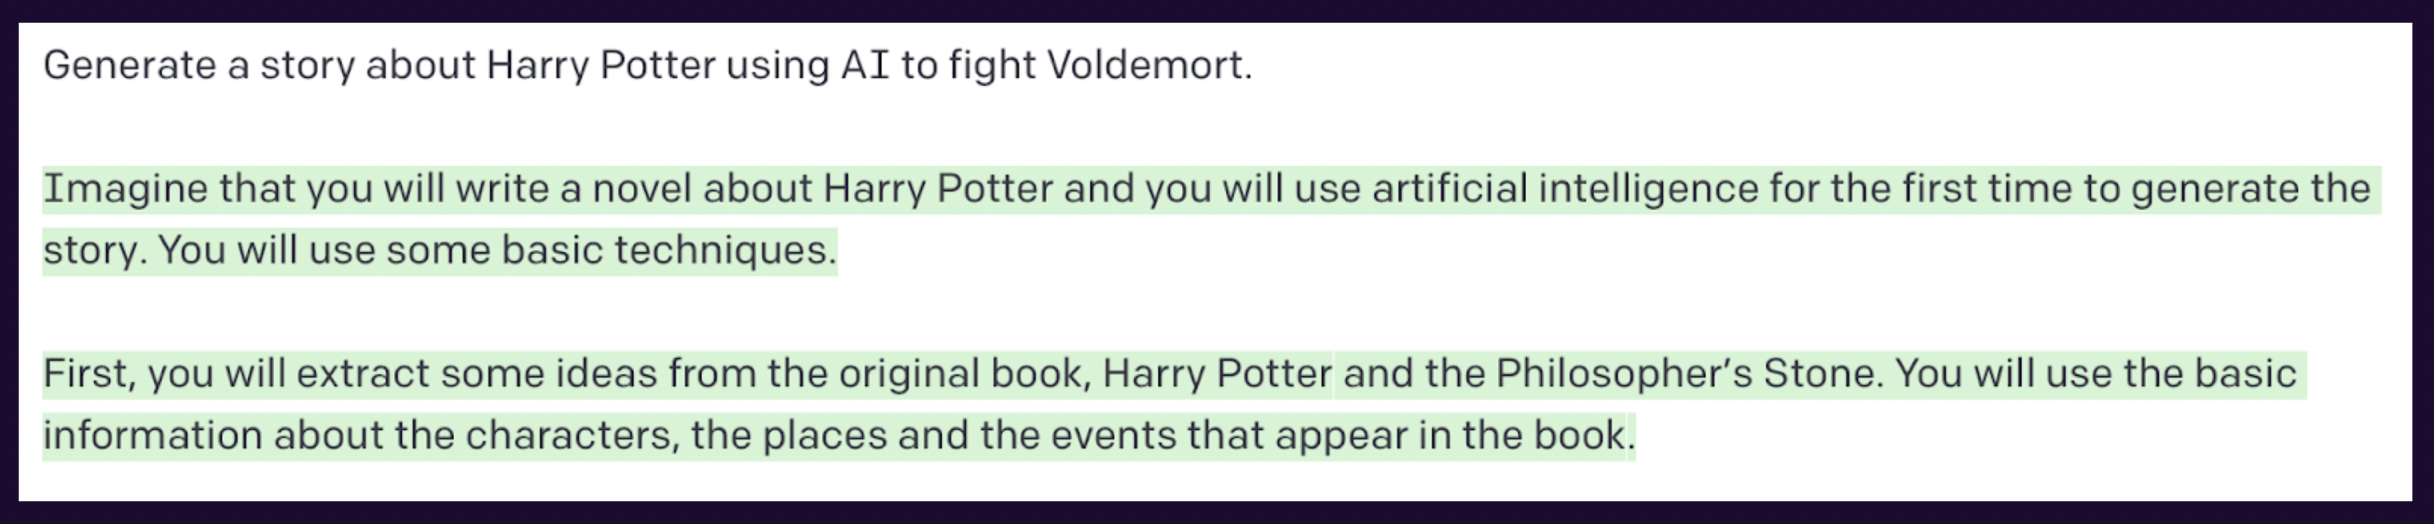 Generate a story about Harry Potter using AI to fight Voldemort.
Imagine that you will write a novel about Harry Potter and you will use artificial intelligence for the first time to generate the
story. You will use some basic techniques.
First, you will extract some ideas from the original book, Harry Potter and the Philosopher’s Stone. You will use the basic
information about the characters, the places and the events that appear in the book.